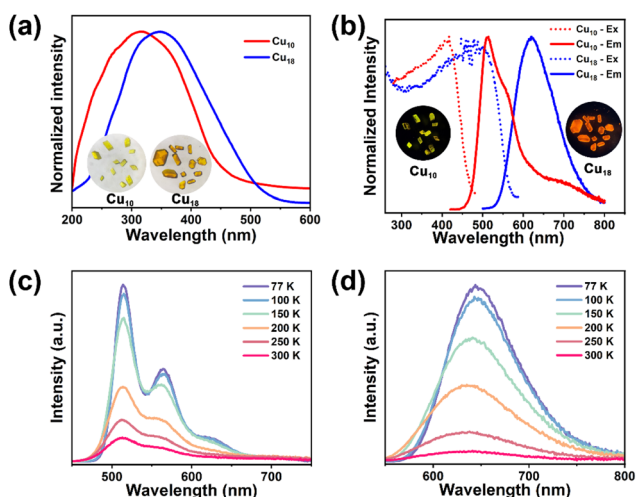 (a)
Normalized intensity
Cu10
Cu18
Cu10
Cu18
200 300 400 500 600
Wavelength (nm)
(b)
Normalized Intensity
Cu10 - Ex
Cu10 - Em
Cu18 - Ex
Cu18 - Em
Cu10
Cu18
300 400 500 600 700 800
Wavelength (nm)
(c)
Intensity (a.u.)
77 K
100 K
150 K
200 K
250 K
300 K
500 600 700
Wavelength (nm)
(d)
Intensity (a.u.)
77 K
100 K
150 K
200 K
250 K
300 K
600 700 800
Wavelength (nm)